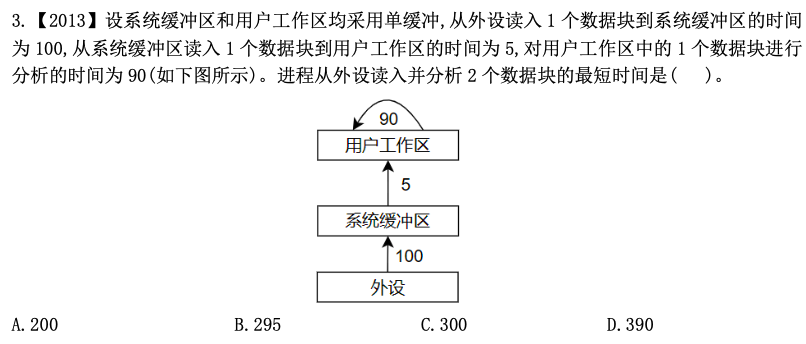 3.【2013】设系统缓冲区和用户工作区均采用单缓冲,从外设读入1个数据块到系统缓冲区的时间
为100,从系统缓冲区读入1个数据块到用户工作区的时间为5,对用户工作区中的1个数据块进行
分析的时间为90(如下图所示)。进程从外设读入并分析2个数据块的最短时间是(  )。
90
用户工作区
5
系统缓冲区
100
外设
A.200 B.295 C.300 D.390